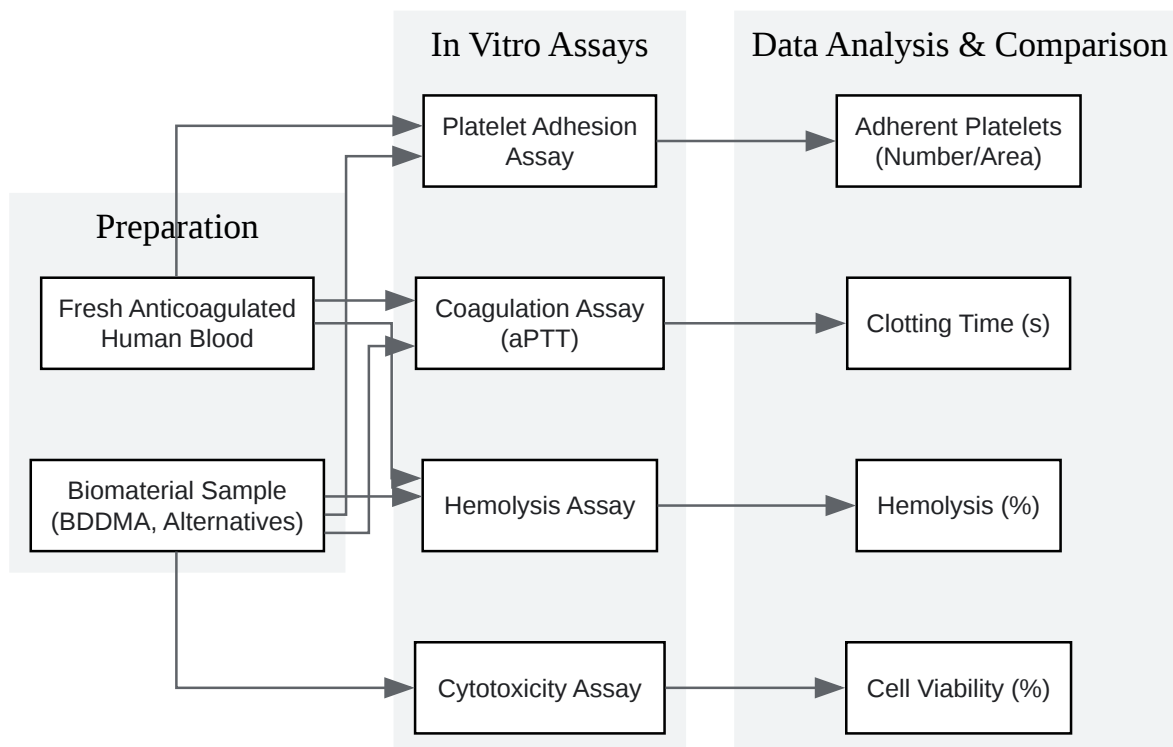 In Vitro Assays
Data Analysis & Comparison
Platelet Adhesion
Assay
Adherent Platelets
(Number/Area)
Preparation
Fresh Anticoagulated
Human Blood
Coagulation Assay
(aPTT)
Clotting Time (s)
Biomaterial Sample
(BDDMA, Alternatives)
Hemolysis Assay
Hemolysis (%)
Cytotoxicity Assay
Cell Viability (%)